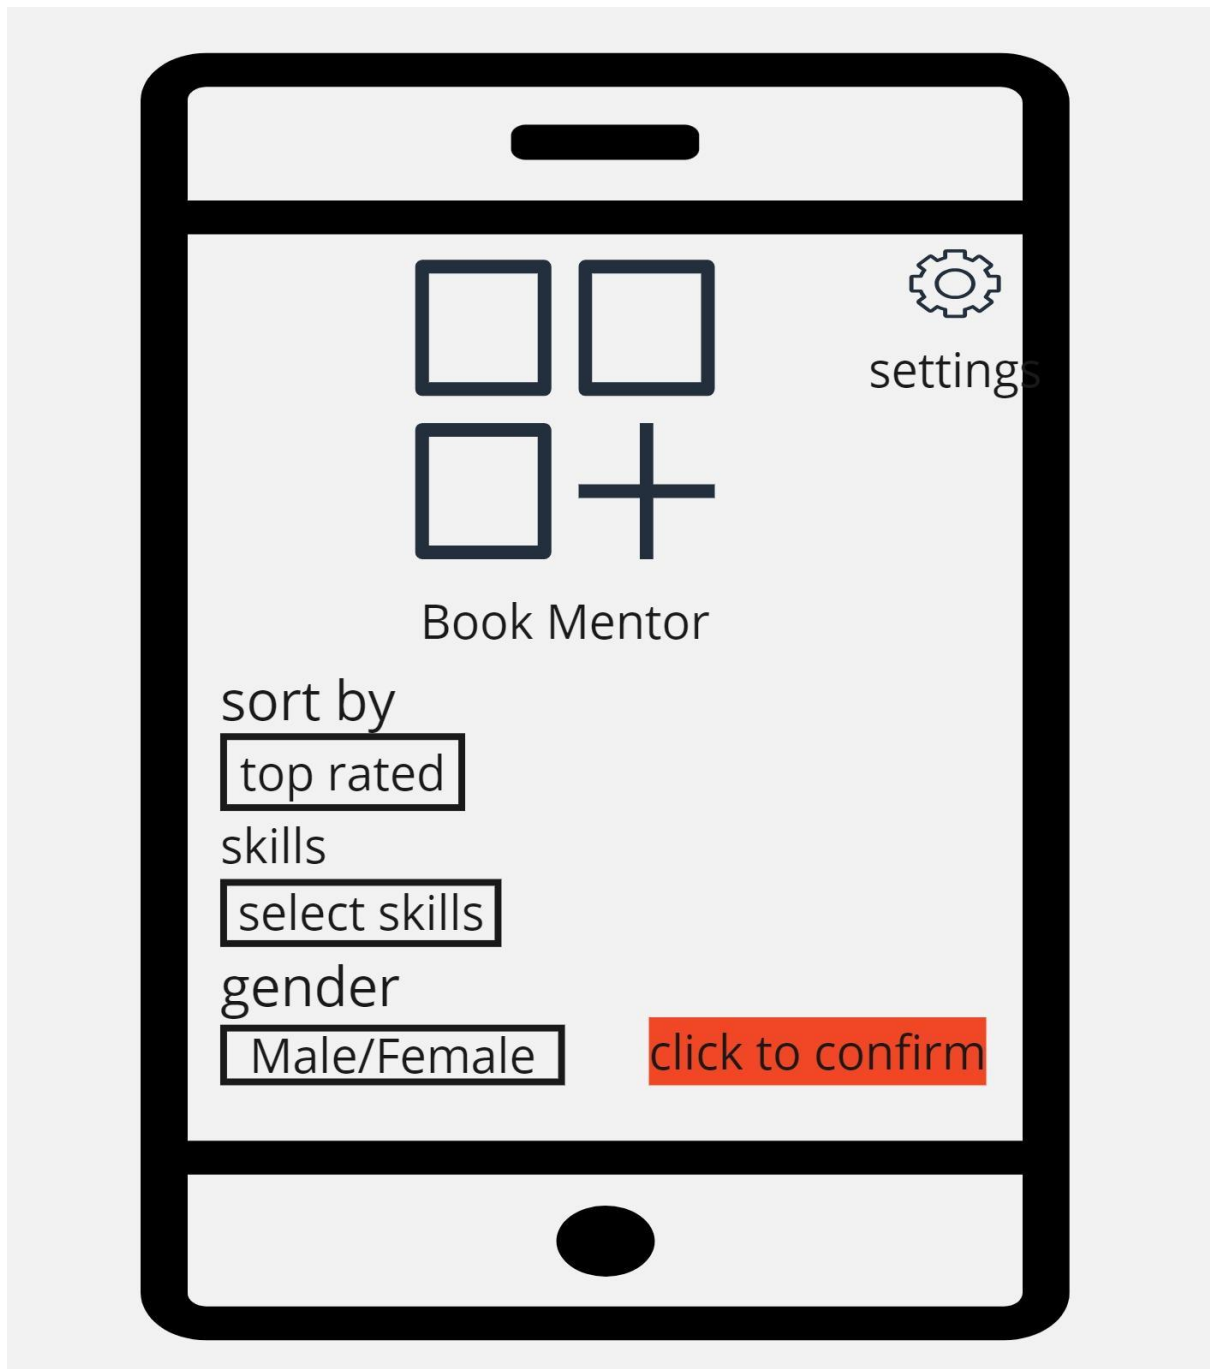 settings
Book Mentor
sort by
top rated
skills
select skills
gender
Male/Female
click to confirm